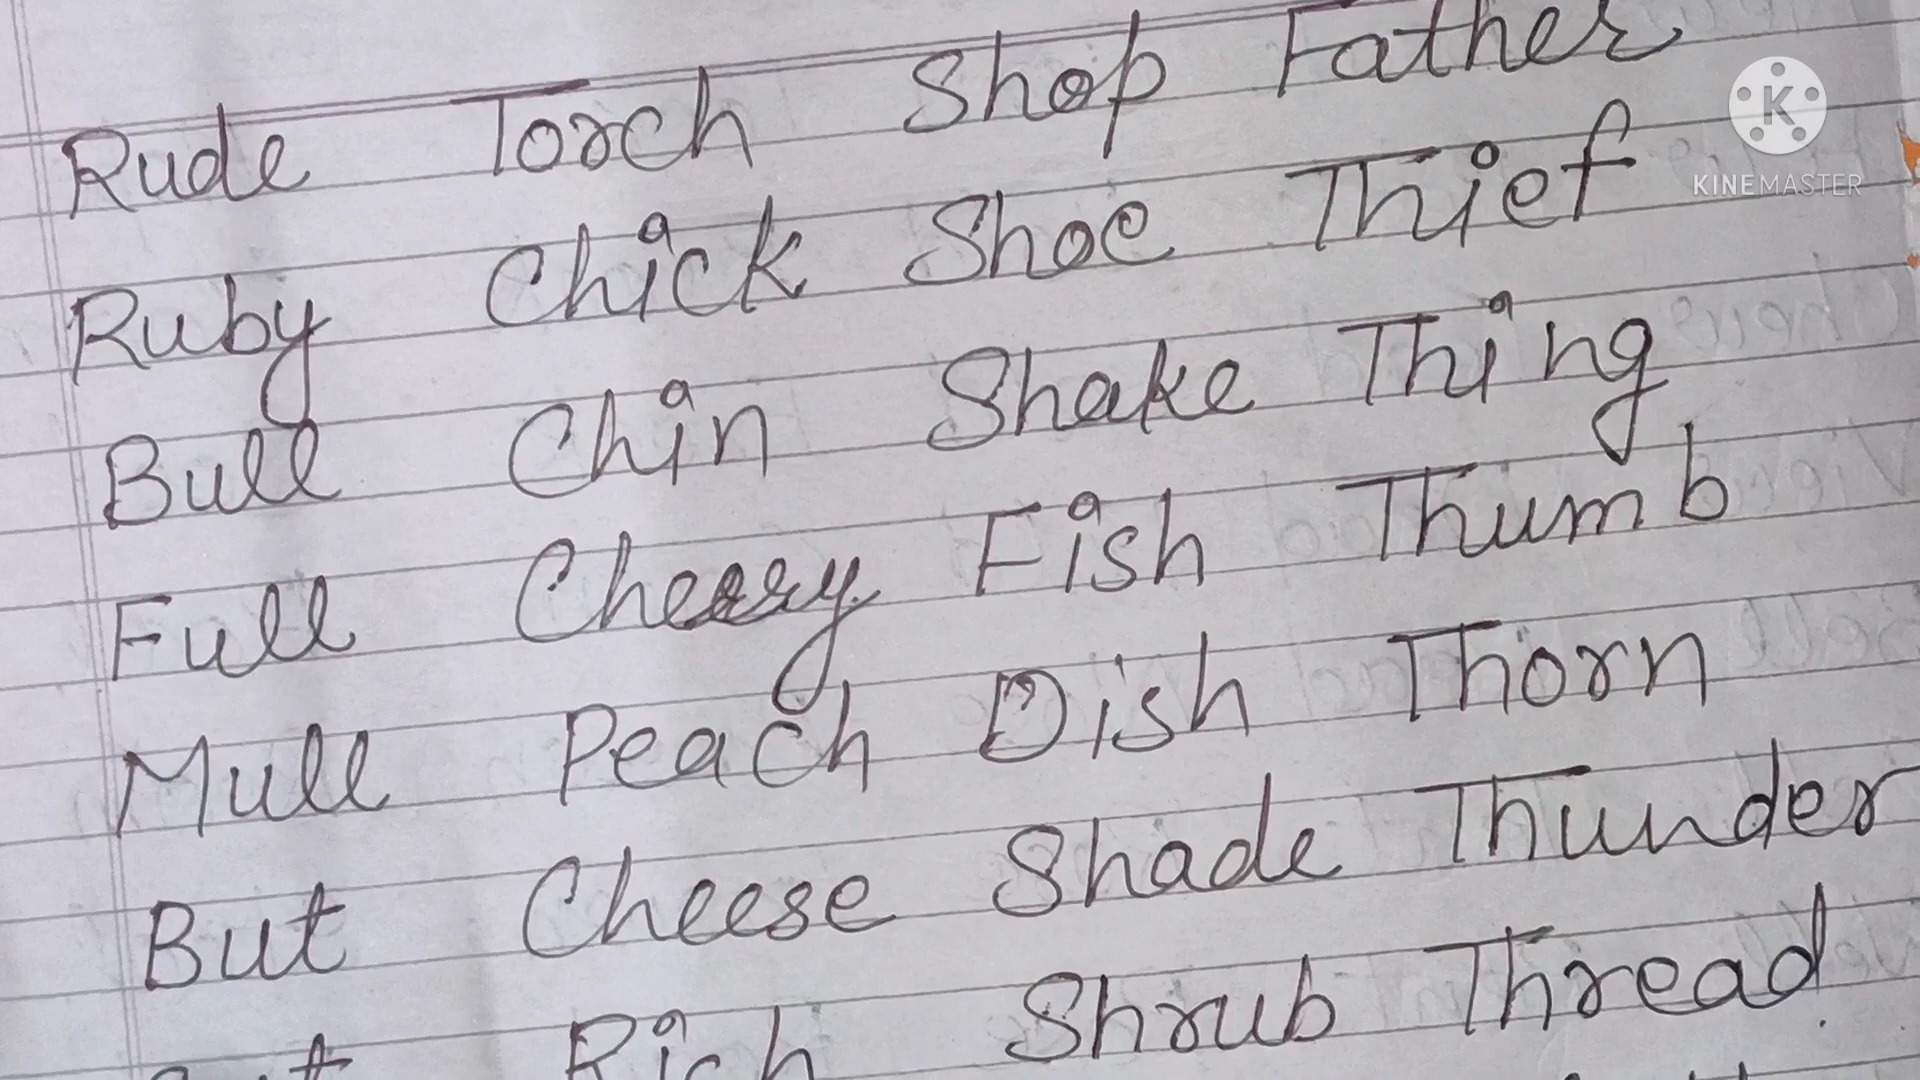 Rude Torch Shop Father
Ruby Chick Shoe Thief
Bull Chin Shake Thing
Full Cherry Fish Thumb
Mull Peach Dish Thorn
But Cheese Shade Thunder
Rich Shrub Thread
K
KINEMASTER